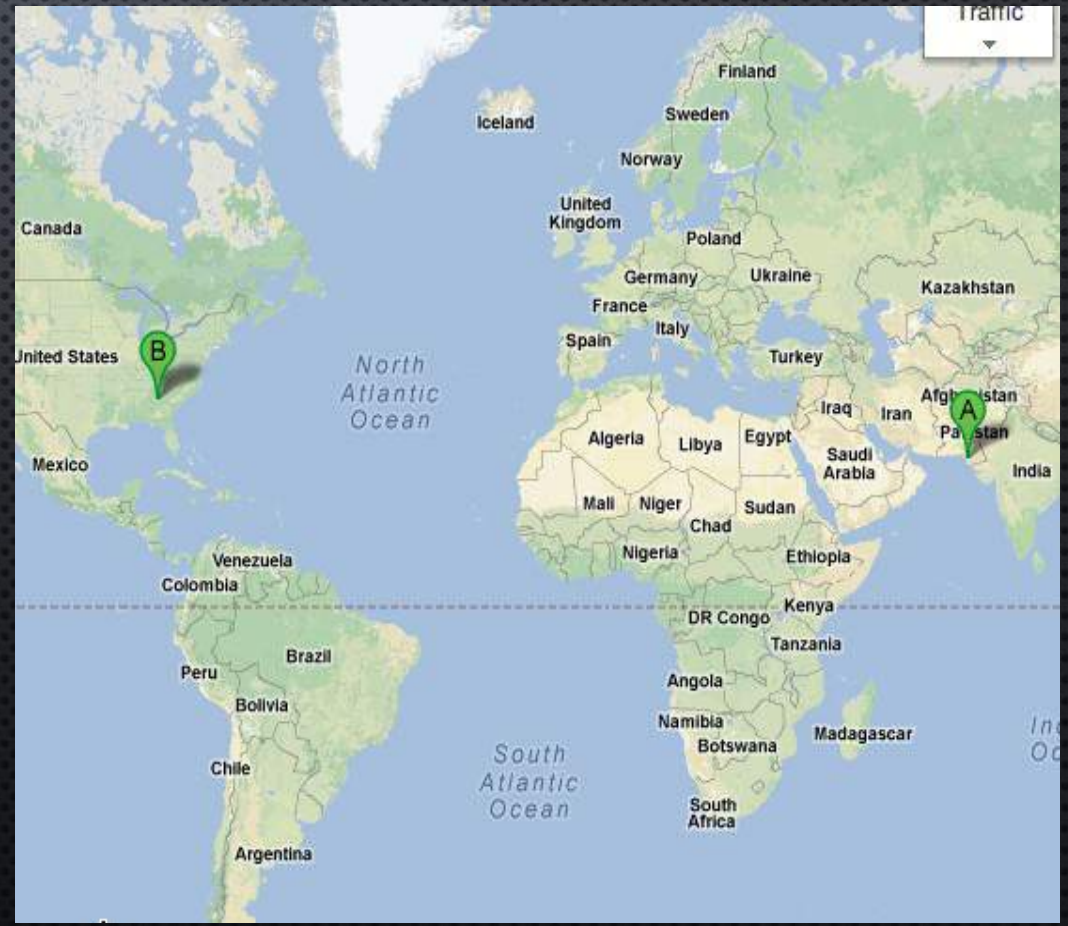 Traffic
Finland
Iceland
Sweden
Norway
United
Kingdom
Canada
Poland
Germany
Ukraine
Kazakhstan
France
Italy
Spain
B
United States
Turkey
North
Atlantic
Ocean
A
Iraq
Iran
Algeria
Libya
Egypt
Saudi
Arabia
Mexico
India
Mali
Niger
Sudan
Chad
Nigeria
Ethiopia
Venezuela
Colombia
Kenya
DR Congo
Tanzania
Brazil
Peru
Angola
Bolivia
Namibia
Madagascar
Botswana
South
Atlantic
Ocean
Chile
South
Africa
Argentina